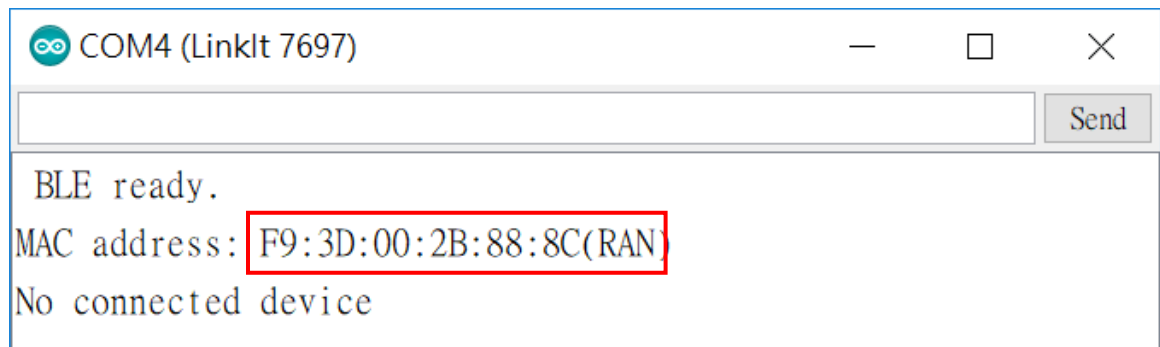 COM4 (LinkIt 7697)
Send
BLE ready.
MAC address: F9:3D:00:2B:88:8C(RAN)
No connected device